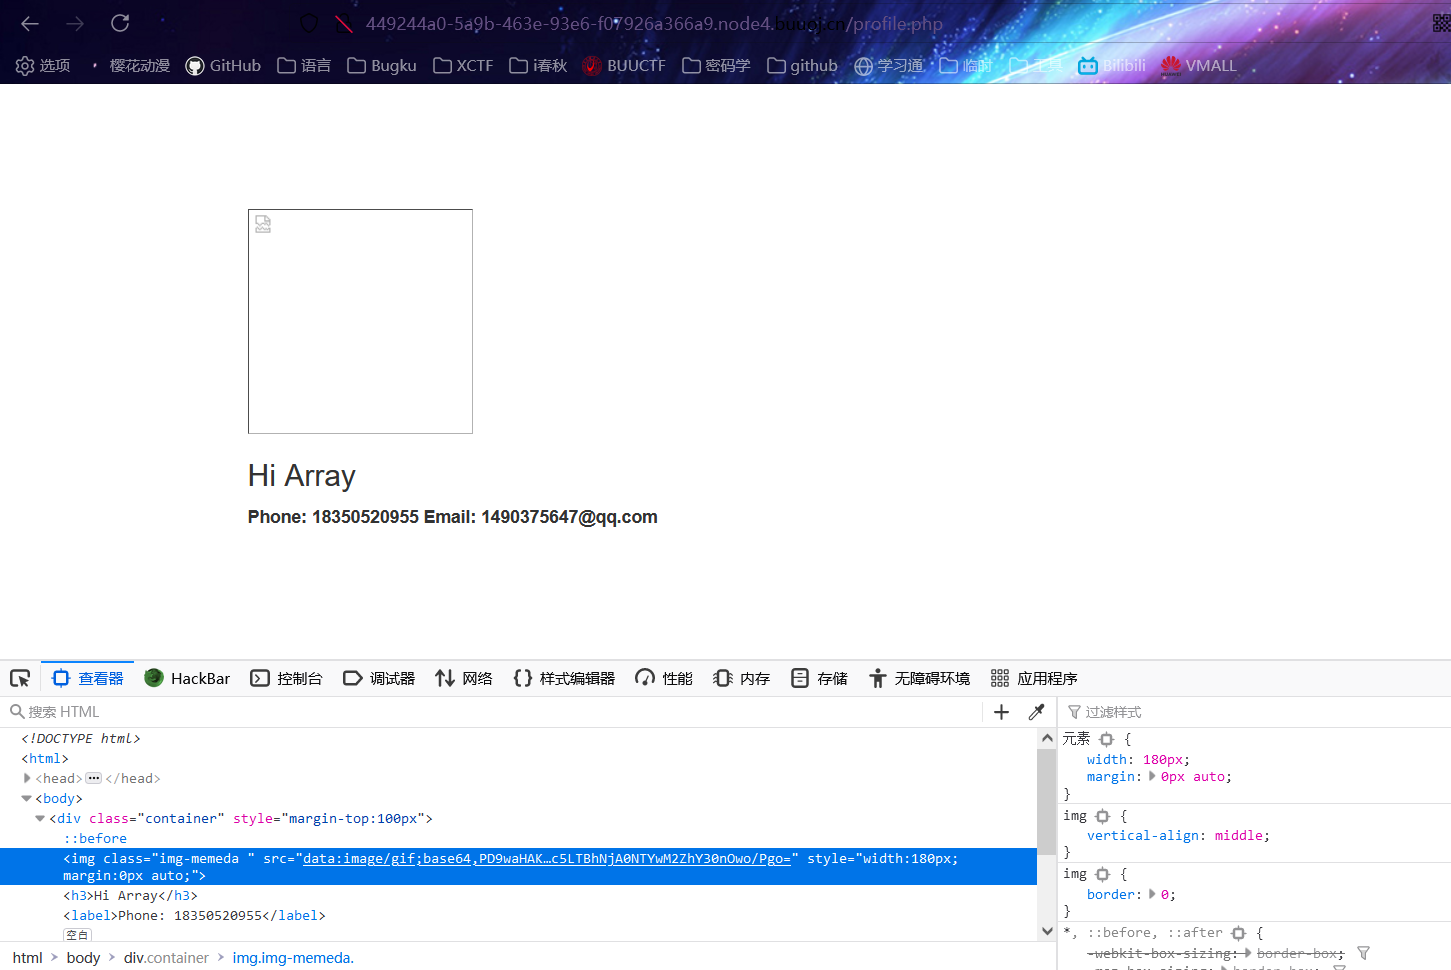 449244a0-5a9b-463e-93e6-f07926a366a9.node4.buuoj.cn/profile.php
选项 樱花动漫 GitHub 语言 Bugku XCTF i春秋 BUUCTF 密码学 github 学习通 临时 工具 Bilibili VMALL
Hi Array
Phone: 18350520955 Email: 1490375647@qq.com
查看器 HackBar 控制台 调试器 网络 样式编辑器 性能 内存 存储 无障碍环境 应用程序
搜索 HTML
过滤样式
<!DOCTYPE html>
<html>
<head>⋯</head>
<body>
<div class="container" style="margin-top:100px">
::before
<img class="img-memeda " src="data:image/gif;base64,PD9waHAK…c5LTBhNjA0NTYwM2ZhY30nOwo/Pgo=" style="width:180px;
margin:0px auto;">
<h3>Hi Array</h3>
<label>Phone: 18350520955</label>
空白
html > body > div.container > img.img-memeda.
元素 {
width: 180px;
margin: 0px auto;
}
img {
vertical-align: middle;
}
img {
border: 0;
}
*, ::before, ::after {
-webkit-box-sizing: border-box;
-moz-box-sizing: border-box;